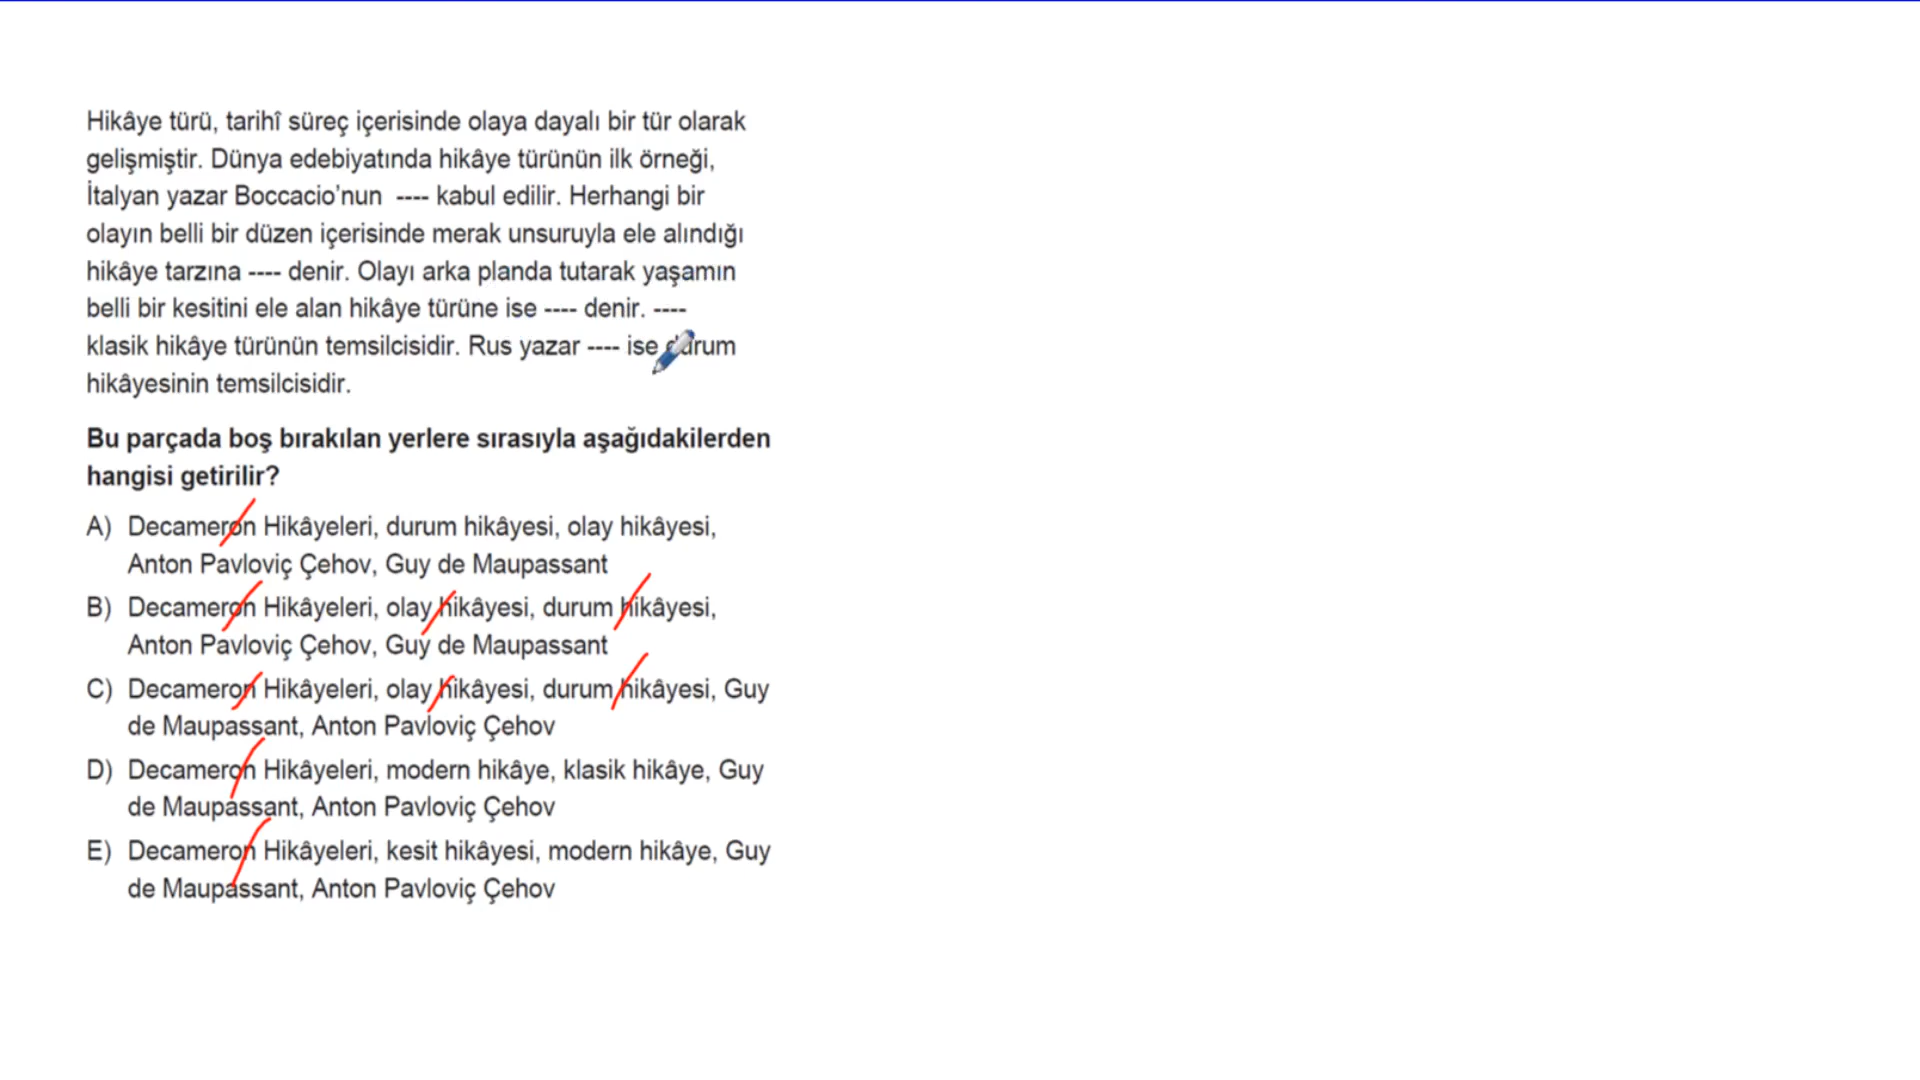 Hikâye türü, tarihî süreç içerisinde olaya dayalı bir tür olarak
gelişmiştir. Dünya edebiyatında hikâye türünün ilk örneği,
İtalyan yazar Boccacio'nun ---- kabul edilir. Herhangi bir
olayın belli bir düzen içerisinde merak unsuruyla ele alındığı
hikâye tarzına ---- denir. Olayı arka planda tutarak yaşamın
belli bir kesitini ele alan hikâye türüne ise ---- denir. ----
klasik hikâye türünün temsilcisidir. Rus yazar ---- ise durum
hikâyesinin temsilcisidir.
Bu parçada boş bırakılan yerlere sırasıyla aşağıdakilerden
hangisi getirilir?
A) Decameron Hikâyeleri, durum hikâyesi, olay hikâyesi,
Anton Pavloviç Çehov, Guy de Maupassant
B) Decameron Hikâyeleri, olay hikâyesi, durum hikâyesi,
Anton Pavloviç Çehov, Guy de Maupassant
C) Decameron Hikâyeleri, olay hikâyesi, durum hikâyesi, Guy
de Maupassant, Anton Pavloviç Çehov
D) Decameron Hikâyeleri, modern hikâye, klasik hikâye, Guy
de Maupassant, Anton Pavloviç Çehov
E) Decameron Hikâyeleri, kesit hikâyesi, modern hikâye, Guy
de Maupassant, Anton Pavloviç Çehov